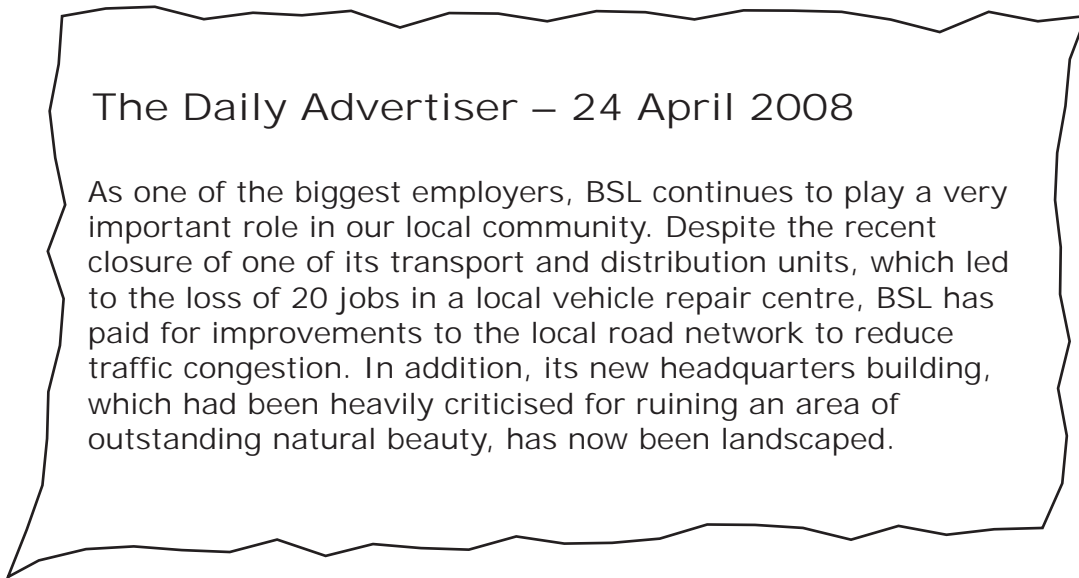 The Daily Advertiser – 24 April 2008
As one of the biggest employers, BSL continues to play a very
important role in our local community. Despite the recent
closure of one of its transport and distribution units, which led
to the loss of 20 jobs in a local vehicle repair centre, BSL has
paid for improvements to the local road network to reduce
traffic congestion. In addition, its new headquarters building,
which had been heavily criticised for ruining an area of
outstanding natural beauty, has now been landscaped.